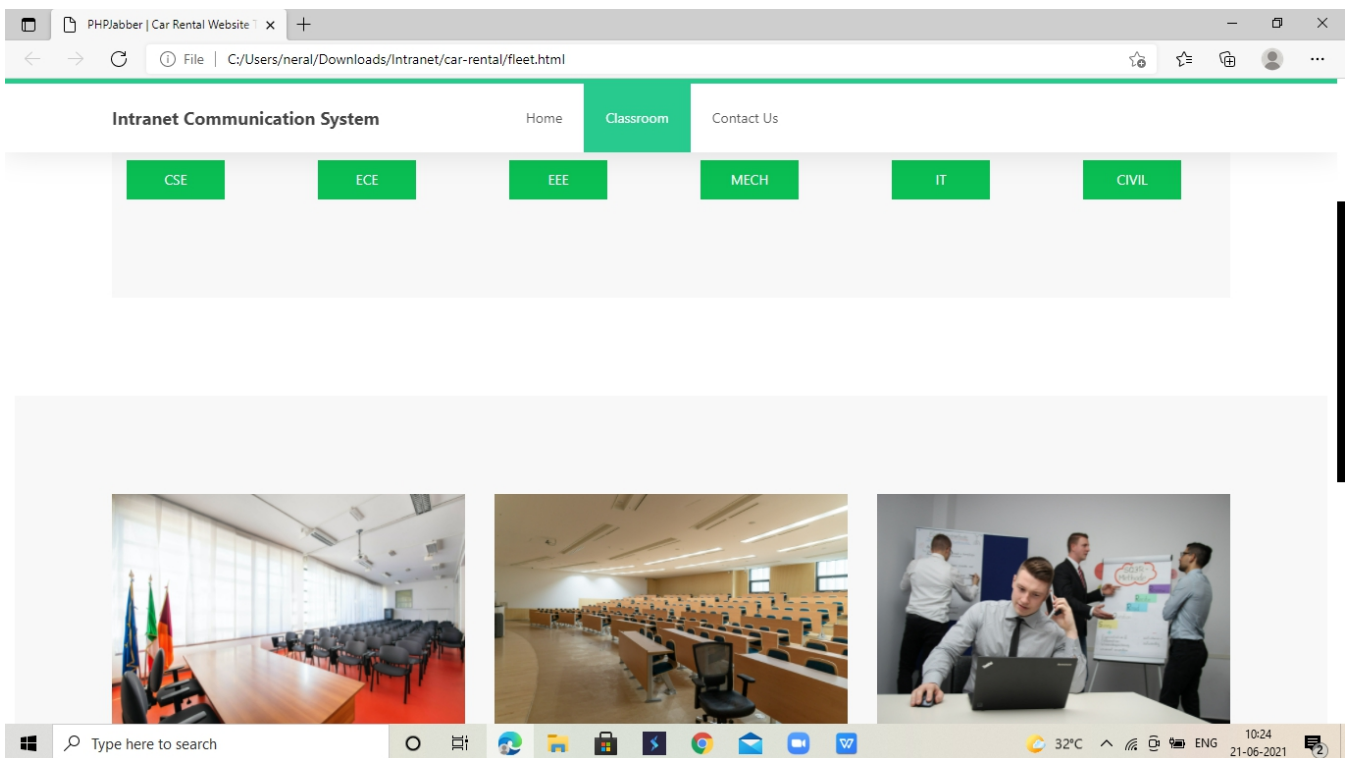 PHPJabber | Car Rental Website T
File | C:/Users/neral/Downloads/Intranet/car-rental/fleet.html
Intranet Communication System Home Classroom Contact Us
CSE ECE EEE MECH IT CIVIL
Type here to search 32°C ENG 10:24
21-06-2021 2